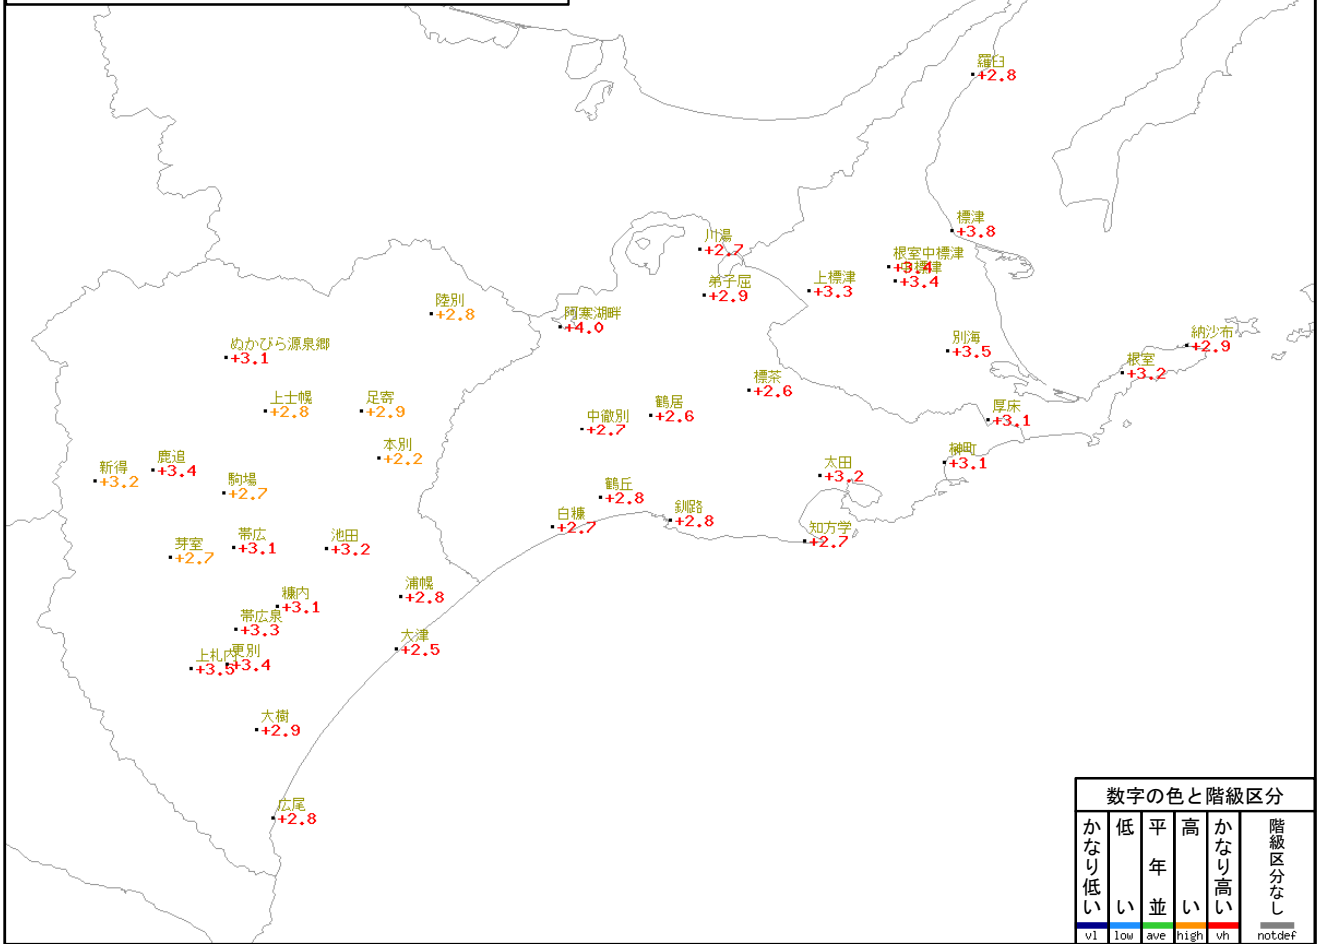 羅臼
+2.8
標津
+3.8
川湯
+2.7
根室中標津
+3.4
中標津
+3.4
弟子屈
+2.9
上標津
+3.3
陸別
+2.8
阿寒湖畔
+4.0
ぬかびら源泉郷
+3.1
別海
+3.5
納沙布
+2.9
根室
+3.2
標茶
+2.6
上士幌
+2.8
足寄
+2.9
鶴居
+2.6
中徹別
+2.7
厚床
+3.1
本別
+2.2
榊町
+3.1
新得
+3.2
鹿追
+3.4
太田
+3.2
駒場
+2.7
鶴丘
+2.8
白糠
+2.7
釧路
+2.8
知方学
+2.7
芽室
+2.7
帯広
+3.1
池田
+3.2
浦幌
+2.8
糠内
+3.1
帯広泉
+3.3
大津
+2.5
上札内
+3.5
更別
+3.4
大樹
+2.9
広尾
+2.8
数字の色と階級区分
かなり低い
低い
平年並
高い
かなり高い
階級区分なし
vl
low
ave
high
vh
notdef